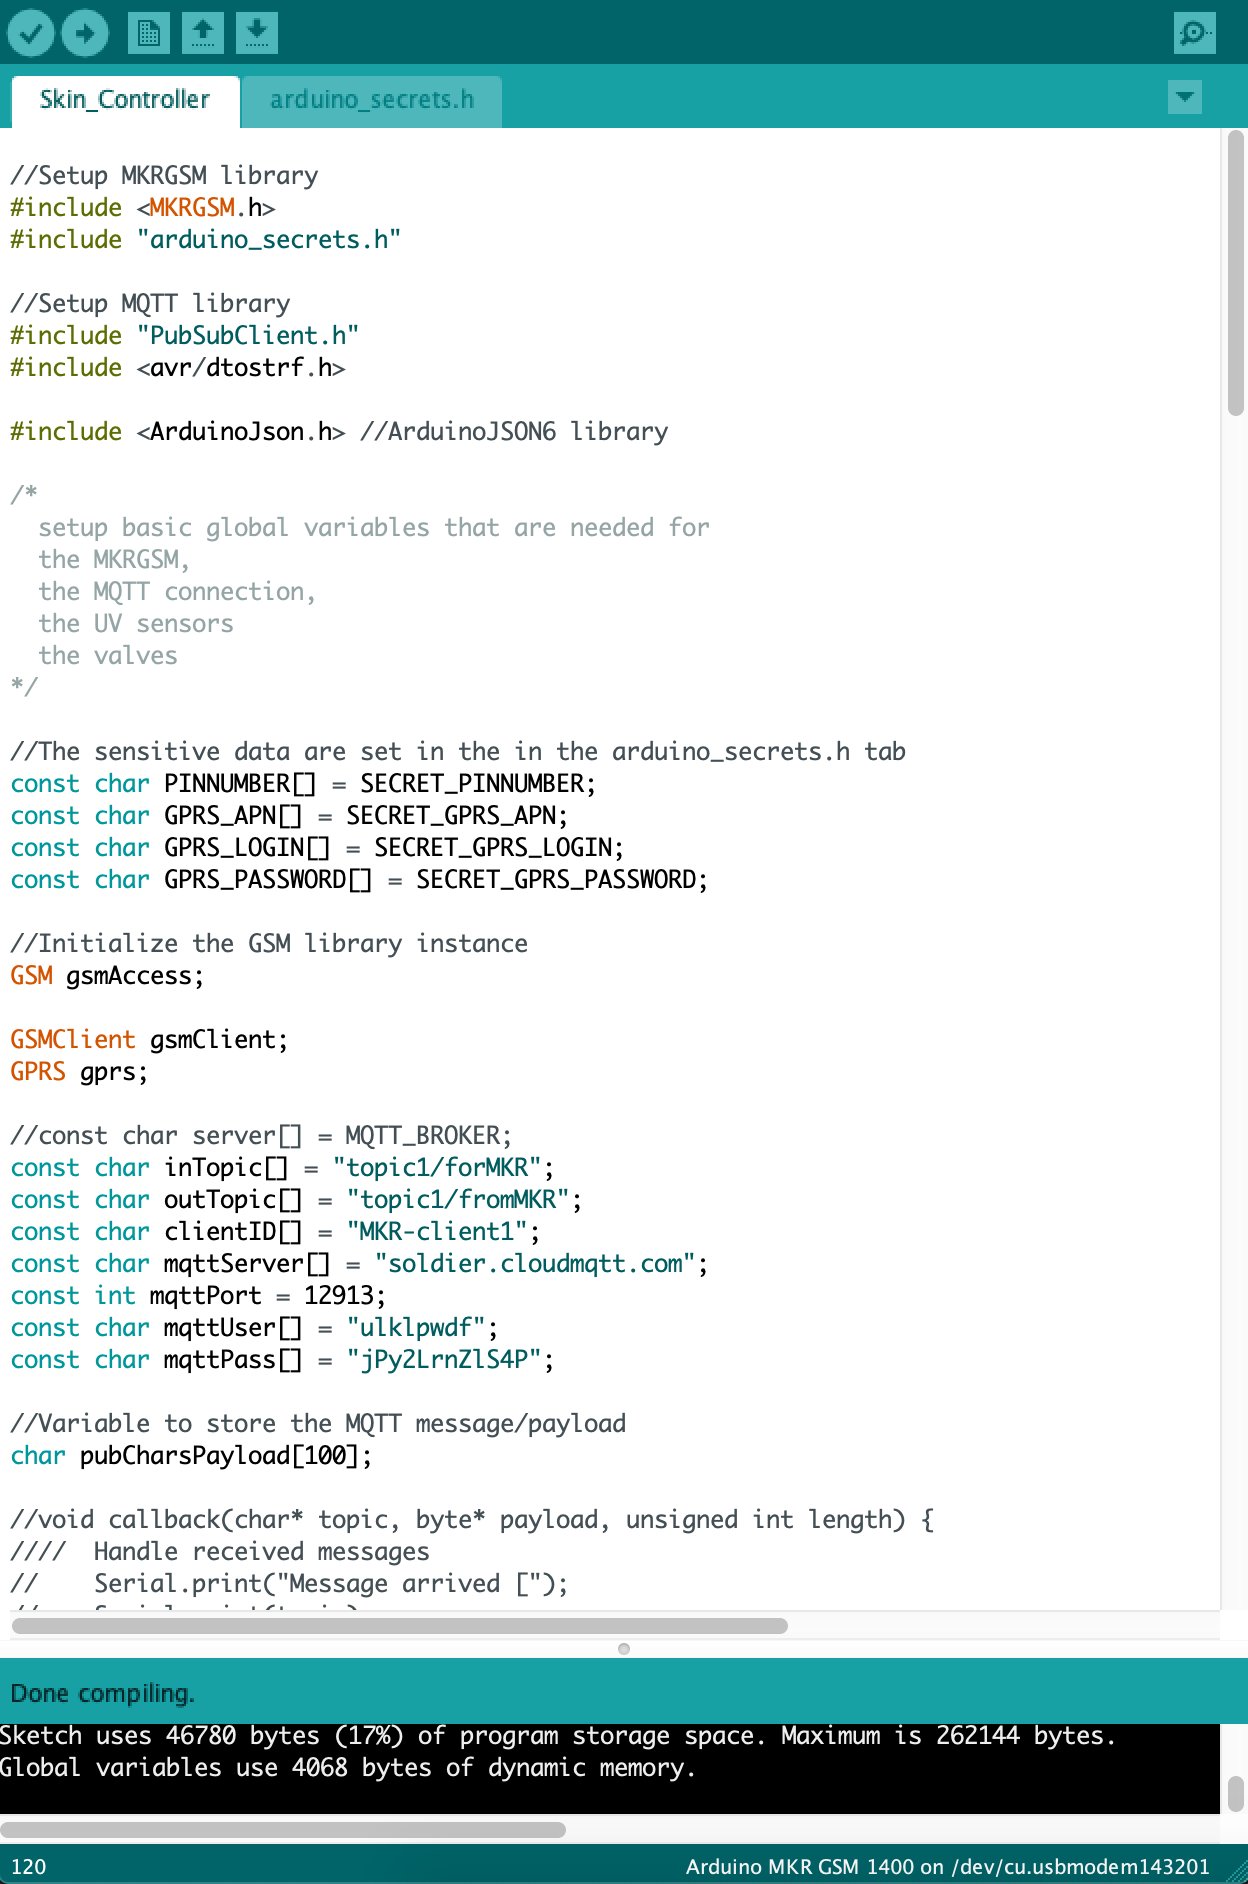 Skin_Controller
arduino_secrets.h
//Setup MKRGSM library
#include <MKRGSM.h>
#include "arduino_secrets.h"
//Setup MQTT library
#include "PubSubClient.h"
#include <avr/dtostrf.h>
#include <ArduinoJson.h> //ArduinoJSON6 library
/*
setup basic global variables that are needed for
the MKRGSM,
the MQTT connection,
the UV sensors
the valves
*/
//The sensitive data are set in the in the arduino_secrets.h tab
const char PINNUMBER[] = SECRET_PINNUMBER;
const char GPRS_APN[] = SECRET_GPRS_APN;
const char GPRS_LOGIN[] = SECRET_GPRS_LOGIN;
const char GPRS_PASSWORD[] = SECRET_GPRS_PASSWORD;
//Initialize the GSM library instance
GSM gsmAccess;
GSMClient gsmClient;
GPRS gprs;
//const char server[] = MQTT_BROKER;
const char inTopic[] = "topic1/forMKR";
const char outTopic[] = "topic1/fromMKR";
const char clientID[] = "MKR-client1";
const char mqttServer[] = "soldier.cloudmqtt.com";
const int mqttPort = 12913;
const char mqttUser[] = "ulklpwdf";
const char mqttPass[] = "jPy2LrnZlS4P";
//Variable to store the MQTT message/payload
char pubCharsPayload[100];
//void callback(char* topic, byte* payload, unsigned int length) {
////  Handle received messages
//    Serial.print("Message arrived [");
Done compiling.
Sketch uses 46780 bytes (17%) of program storage space. Maximum is 262144 bytes.
Global variables use 4068 bytes of dynamic memory.
120
Arduino MKR GSM 1400 on /dev/cu.usbmodem143201